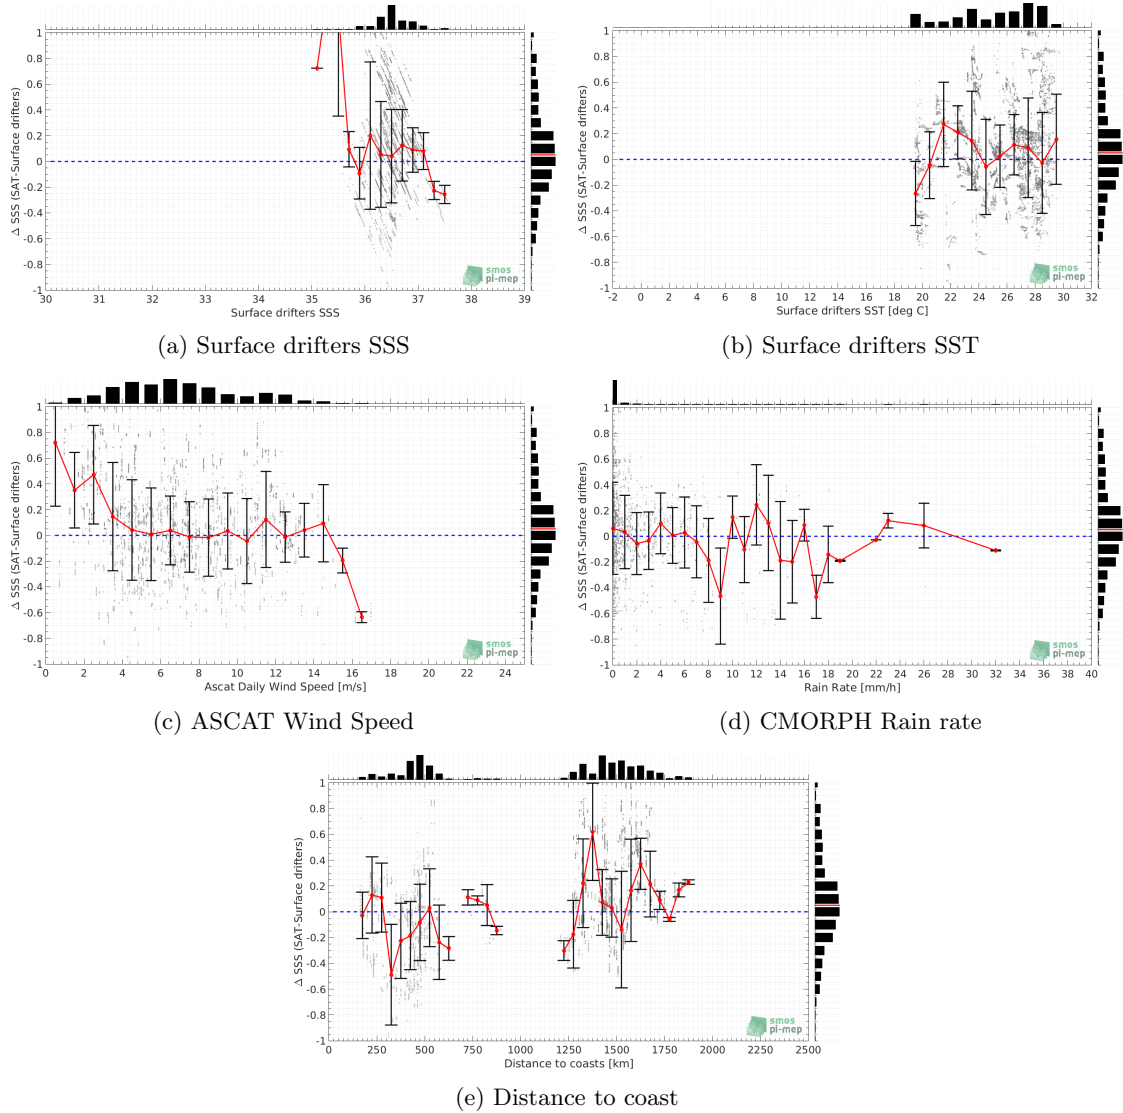 1
0.8
0.6
0.4
0.2
0
-0.2
-0.4
-0.6
-0.8
-1
Δ SSS (SAT-Surface drifters)
30 31 32 33 34 35 36 37 38 39
Surface drifters SSS
smos
pi-mep
(a) Surface drifters SSS
1
0.8
0.6
0.4
0.2
0
-0.2
-0.4
-0.6
-0.8
-1
Δ SSS (SAT-Surface drifters)
-2 0 2 4 6 8 10 12 14 16 18 20 22 24 26 28 30 32
Surface drifters SST [deg C]
smos
pi-mep
(b) Surface drifters SST
1
0.8
0.6
0.4
0.2
0
-0.2
-0.4
-0.6
-0.8
-1
Δ SSS (SAT-Surface drifters)
0 2 4 6 8 10 12 14 16 18 20 22 24
Ascat Daily Wind Speed [m/s]
smos
pi-mep
(c) ASCAT Wind Speed
1
0.8
0.6
0.4
0.2
0
-0.2
-0.4
-0.6
-0.8
-1
Δ SSS (SAT-Surface drifters)
0 2 4 6 8 10 12 14 16 18 20 22 24 26 28 30 32 34 36 38 40
Rain Rate [mm/h]
smos
pi-mep
(d) CMORPH Rain rate
1
0.8
0.6
0.4
0.2
0
-0.2
-0.4
-0.6
-0.8
-1
Δ SSS (SAT-Surface drifters)
0 250 500 750 1000 1250 1500 1750 2000 2250 2500
Distance to coasts [km]
smos
pi-mep
(e) Distance to coast